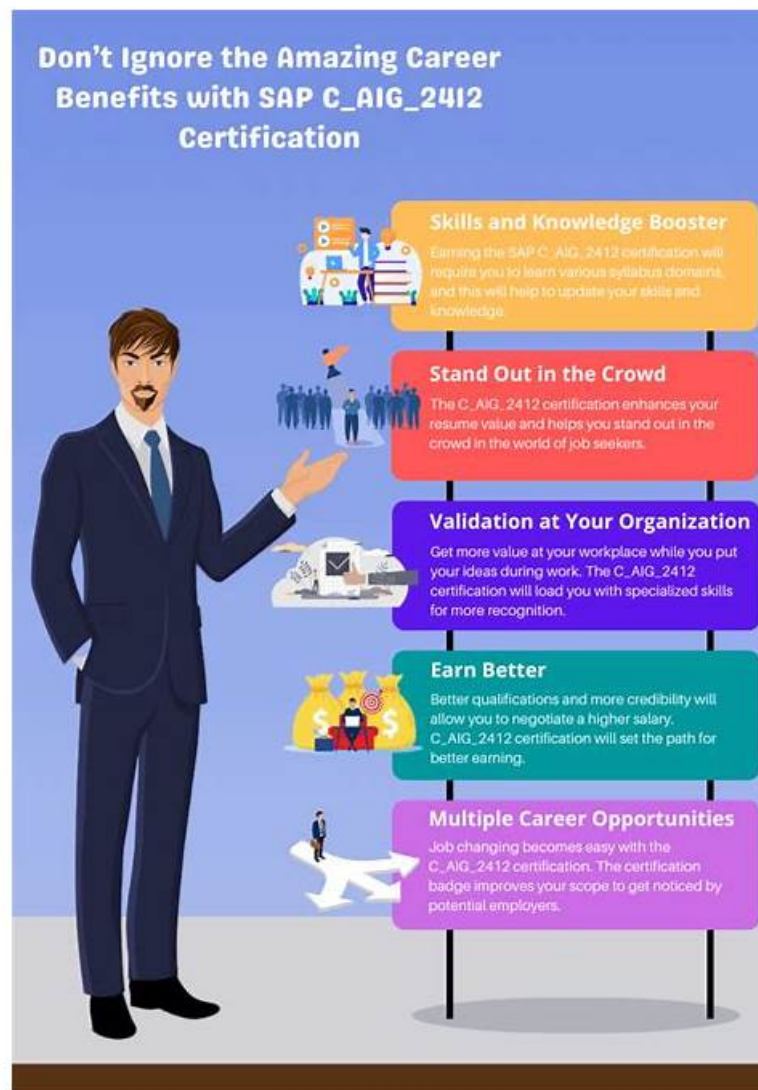 Don't Ignore the Amazing Career
Benefits with SAP C_AIG_2412
Certification
Skills and Knowledge Booster
Earning the SAP C_AIG_2412 certification will
require you to learn various syllabus domains,
and this will help to update your skills and
knowledge.
Stand Out in the Crowd
The C_AIG_2412 certification enhances your
resume value and helps you stand out in the
crowd in the world of job seekers.
Validation at Your Organization
Get more value at your workplace while you put
your ideas during work. The C_AIG_2412
certification will load you with specialized skills
for more recognition.
Earn Better
Better qualifications and more credibility will
allow you to negotiate a higher salary.
C_AIG_2412 certification will set the path for
better earning.
Multiple Career Opportunities
Job changing becomes easy with the
C_AIG_2412 certification. The certification
badge improves your scope to get noticed by
potential employers.